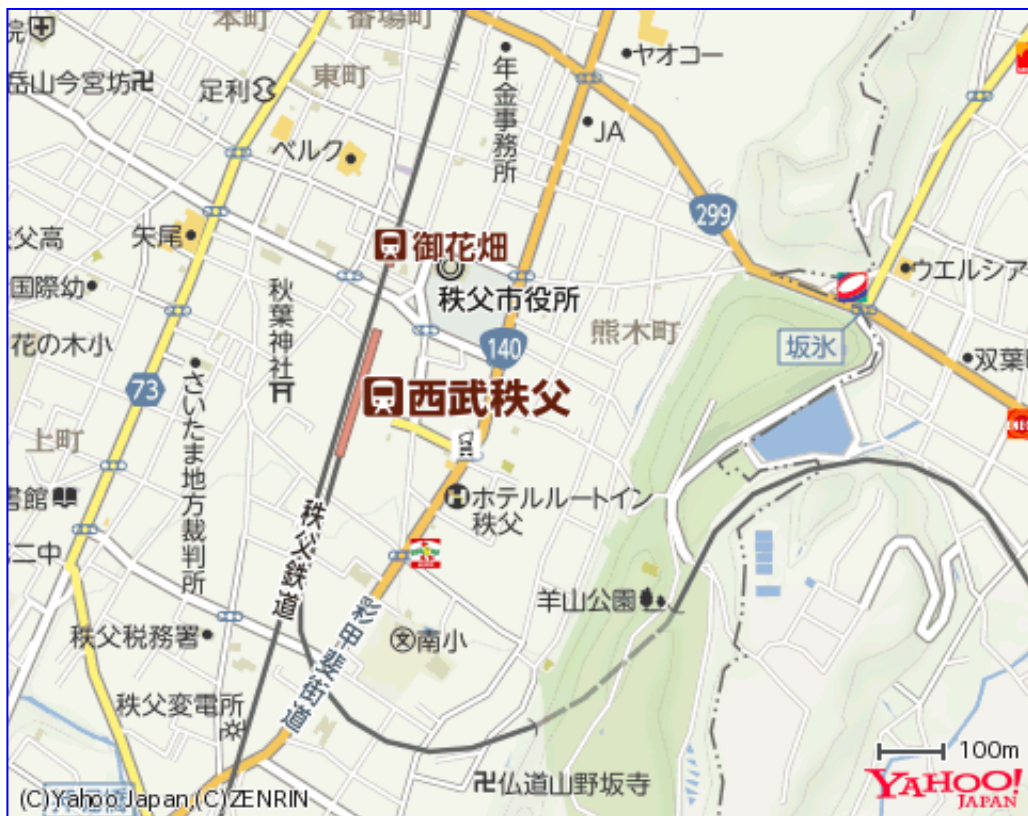 本町
番場町
院
岳山今宮坊卍
足利
東町
ベルク
年金事務所
ヤオコー
JA
299
父高
矢尾
御花畑
秩父市役所
ウエルシア
国際幼
秋葉神社
熊木町
花の木小
140
坂氷
双葉
73
さいたま地方裁判所
西武秩父
上町
書館
ホテルルートイン
秩父
二中
秩父鉄道
彩甲斐街道
羊山公園
秩父税務署
文南小
秩父変電所
卍仏道山野坂寺
100m
YAHOO!
JAPAN
(C)Yahoo Japan,(C)ZENRIN